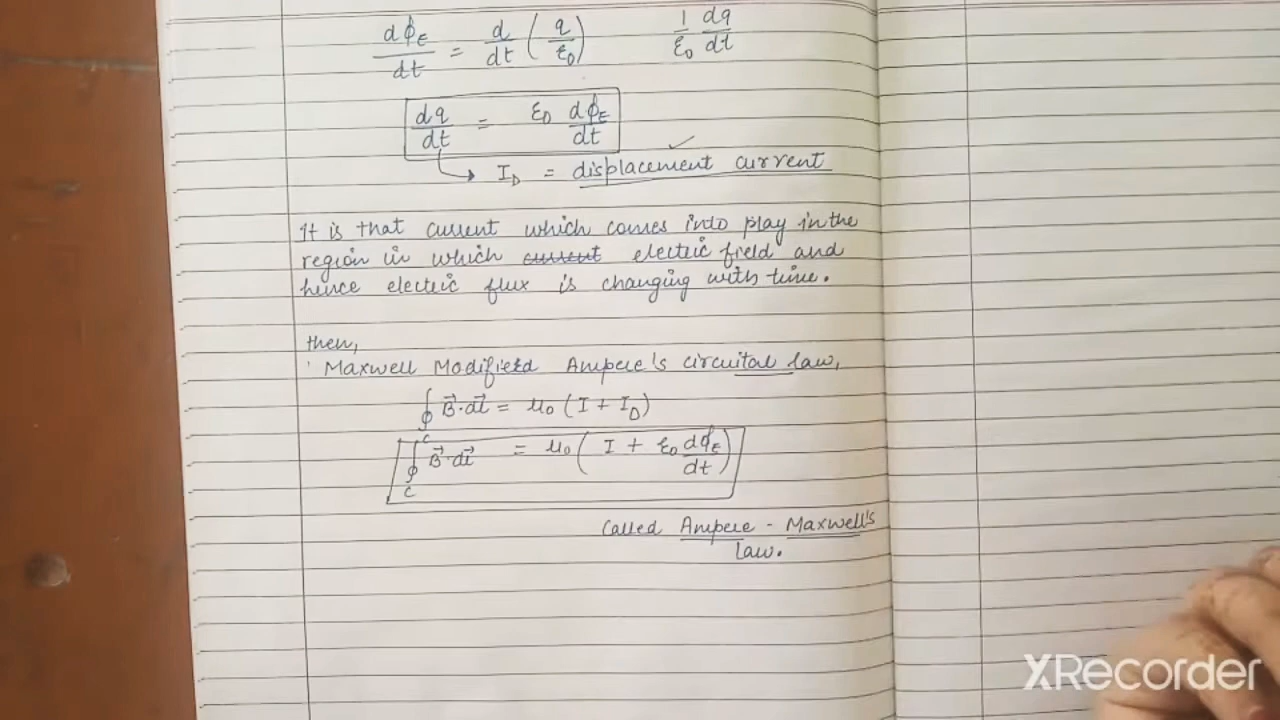 dφ_E/dt = d/dt (q/ε₀) 1/ε₀ dq/dt
dq/dt = ε₀ dφ_E/dt
→ I_D = displacement current
It is that current which comes into play in the
region in which current electric field and
hence electric flux is changing with time.
then,
Maxwell Modified Ampere's circuital law,
∮ B⃗·dl⃗ = μ₀ (I + I_D)
∮_C B⃗·dl⃗ = μ₀ ( I + ε₀ dφ_E/dt )
Called Ampere - Maxwell's
law.
XRecorder